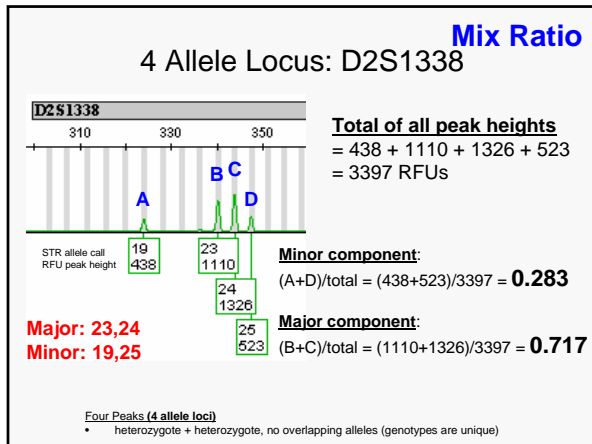 Mix Ratio
4 Allele Locus: D2S1338
D2S1338
310 330 350
A
B
C
D
STR allele call
RFU peak height
19
438
23
1110
24
1326
25
523
Major: 23,24
Minor: 19,25
Total of all peak heights
= 438 + 1110 + 1326 + 523
= 3397 RFUs
Minor component:
(A+D)/total = (438+523)/3397 = 0.283
Major component:
(B+C)/total = (1110+1326)/3397 = 0.717
Four Peaks (4 allele loci)
• heterozygote + heterozygote, no overlapping alleles (genotypes are unique)